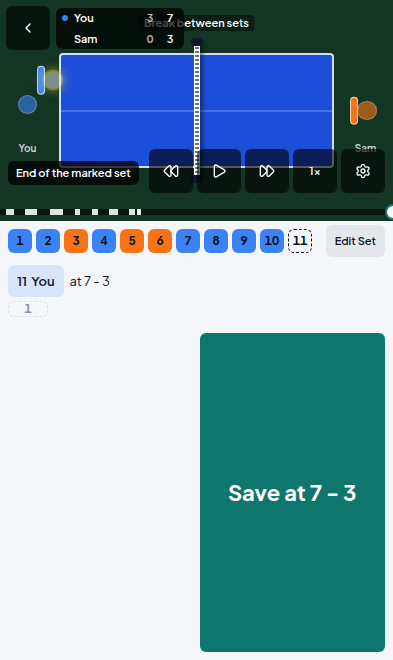 You 3 7
Sam 0 3
Break between sets
You
Sam
End of the marked set
1×
1 2 3 4 5 6 7 8 9 10 11
Edit Set
11 You at 7 - 3
1
Save at 7 – 3